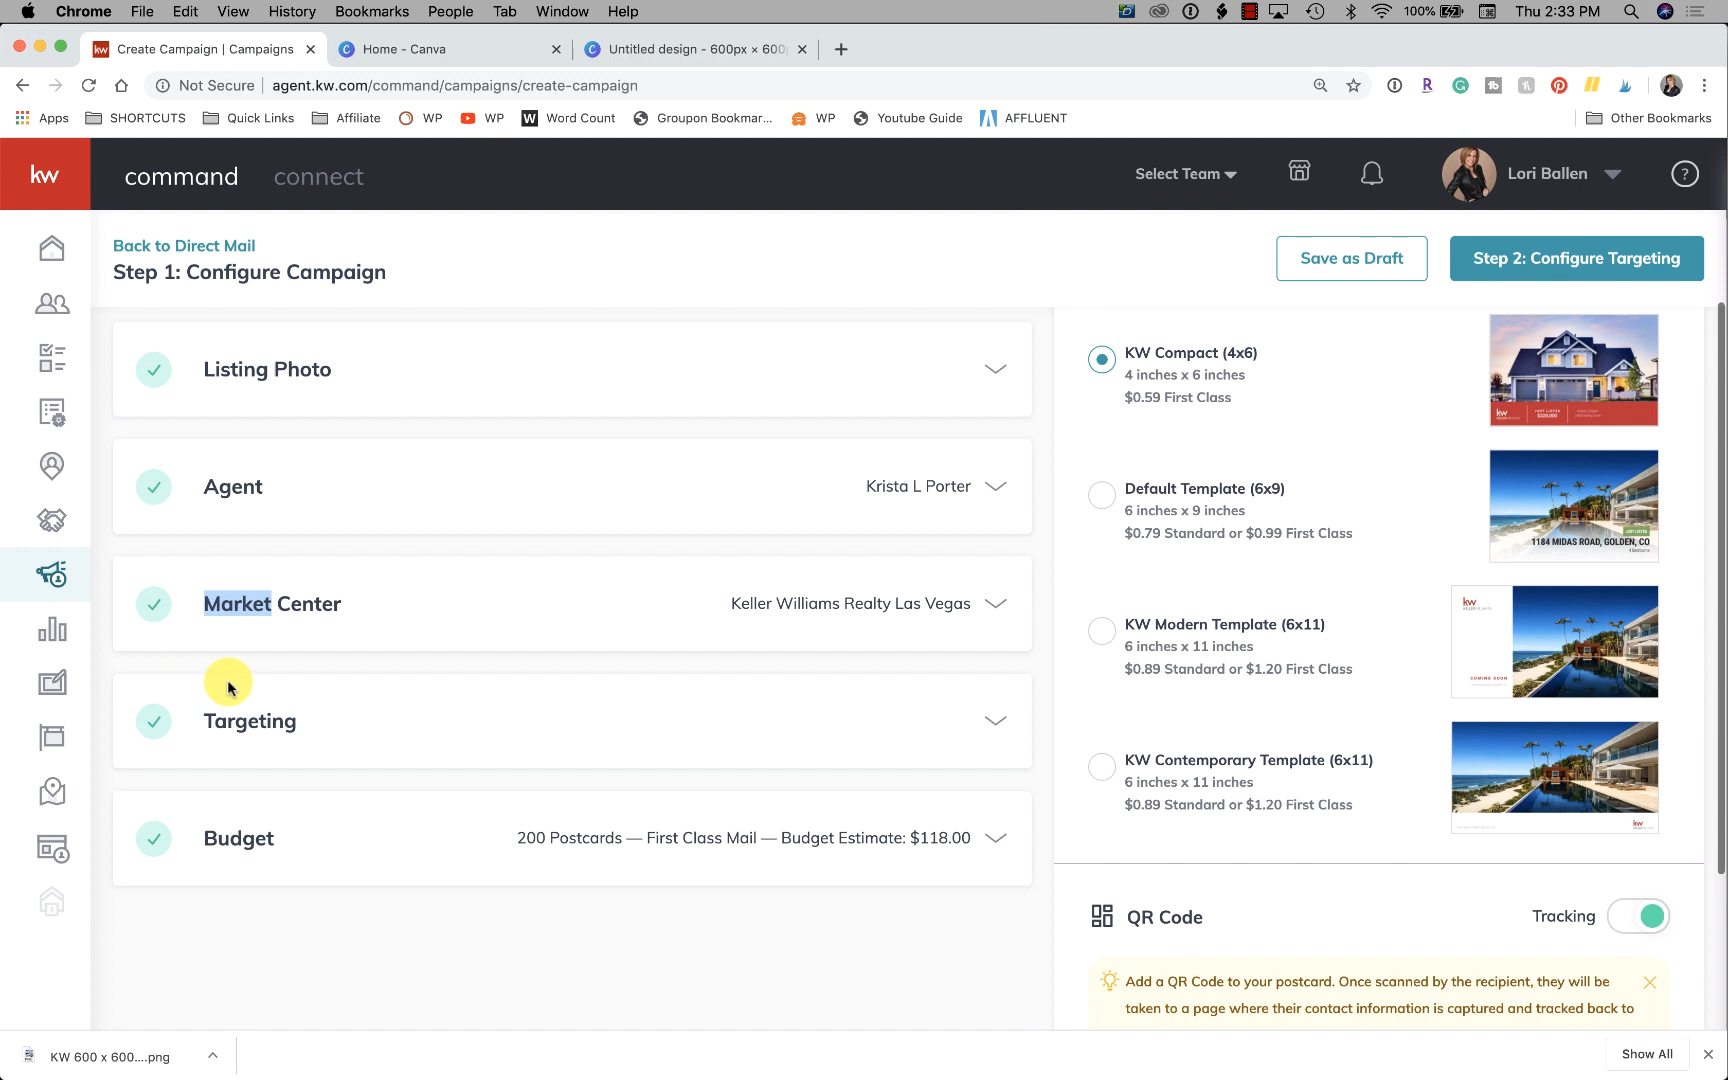 Chrome File Edit View History Bookmarks People Tab Window Help
100% Thu 2:33 PM
Create Campaign | Campaigns
Home - Canva
Untitled design - 600px × 600
Not Secure agent.kw.com/command/campaigns/create-campaign
Apps SHORTCUTS Quick Links Affiliate WP WP Word Count Groupon Bookmar... WP Youtube Guide AFFLUENT Other Bookmarks
kw command connect Select Team Lori Ballen
Back to Direct Mail
Step 1: Configure Campaign
Save as Draft
Step 2: Configure Targeting
Listing Photo
Agent Krista L Porter
Market Center Keller Williams Realty Las Vegas
Targeting
Budget 200 Postcards — First Class Mail — Budget Estimate: $118.00
KW Compact (4x6)
4 inches x 6 inches
$0.59 First Class
kw
JUST LISTED
Default Template (6x9)
6 inches x 9 inches
$0.79 Standard or $0.99 First Class
JUST LISTED
1184 MIDAS ROAD, GOLDEN, CO
4 Bedrooms
KW Modern Template (6x11)
6 inches x 11 inches
$0.89 Standard or $1.20 First Class
kw
COMING SOON
KW Contemporary Template (6x11)
6 inches x 11 inches
$0.89 Standard or $1.20 First Class
kw
QR Code Tracking
Add a QR Code to your postcard. Once scanned by the recipient, they will be
taken to a page where their contact information is captured and tracked back to
KW 600 x 600....png
Show All